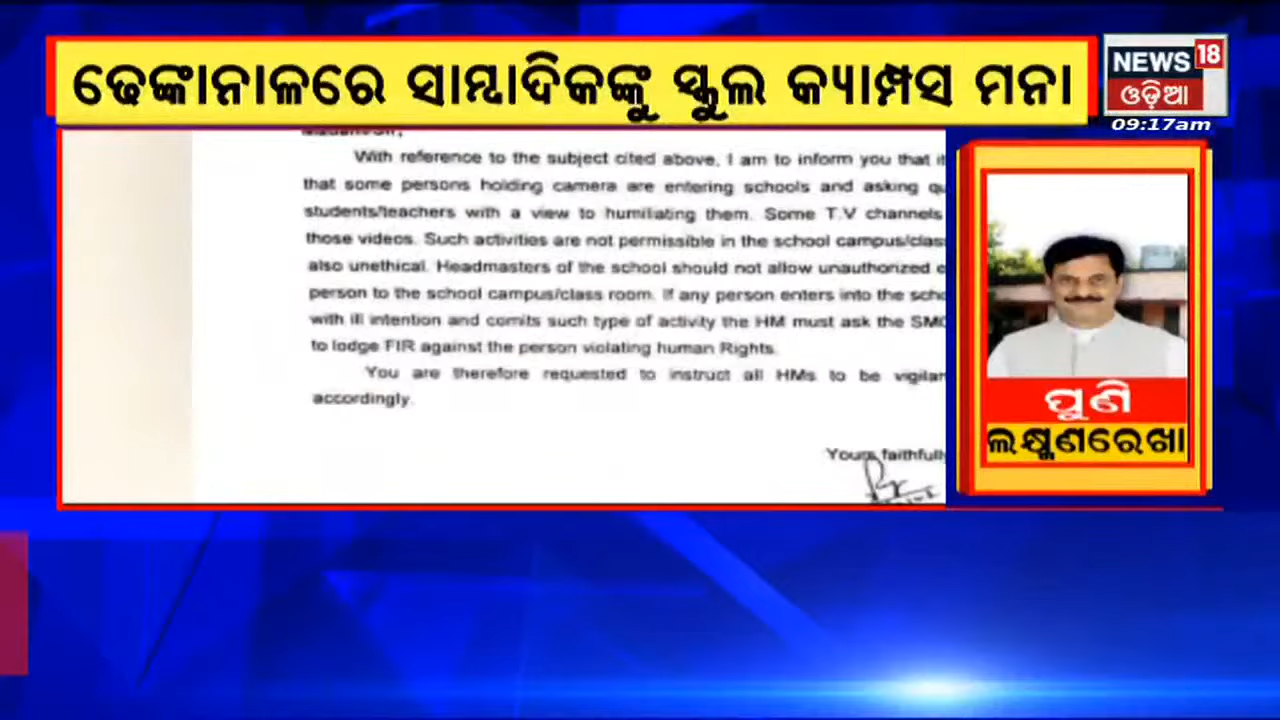 ଢେଙ୍କାନାଳରେ ସାମ୍ବାଦିକଙ୍କୁ ସ୍କୁଲ କ୍ୟାମ୍ପସ ମନା
NEWS 18
ଓଡ଼ିଆ
09:17am
With reference to the subject cited above, I am to inform you that
that some persons holding camera are entering schools and asking
students/teachers with a view to humiliating them. Some T.V channels
those videos. Such activities are not permissible in the school campus/clas
also unethical. Headmasters of the school should not allow unauthorized
person to the school campus/class room. If any person enters into the scho
with ill intention and comits such type of activity the HM must ask the SMC
to lodge FIR against the person violating human Rights.
You are therefore requested to instruct all HMs to be vigilan
accordingly.
Yours faithfull
ପୁଣି
ଲକ୍ଷ୍ମଣରେଖା